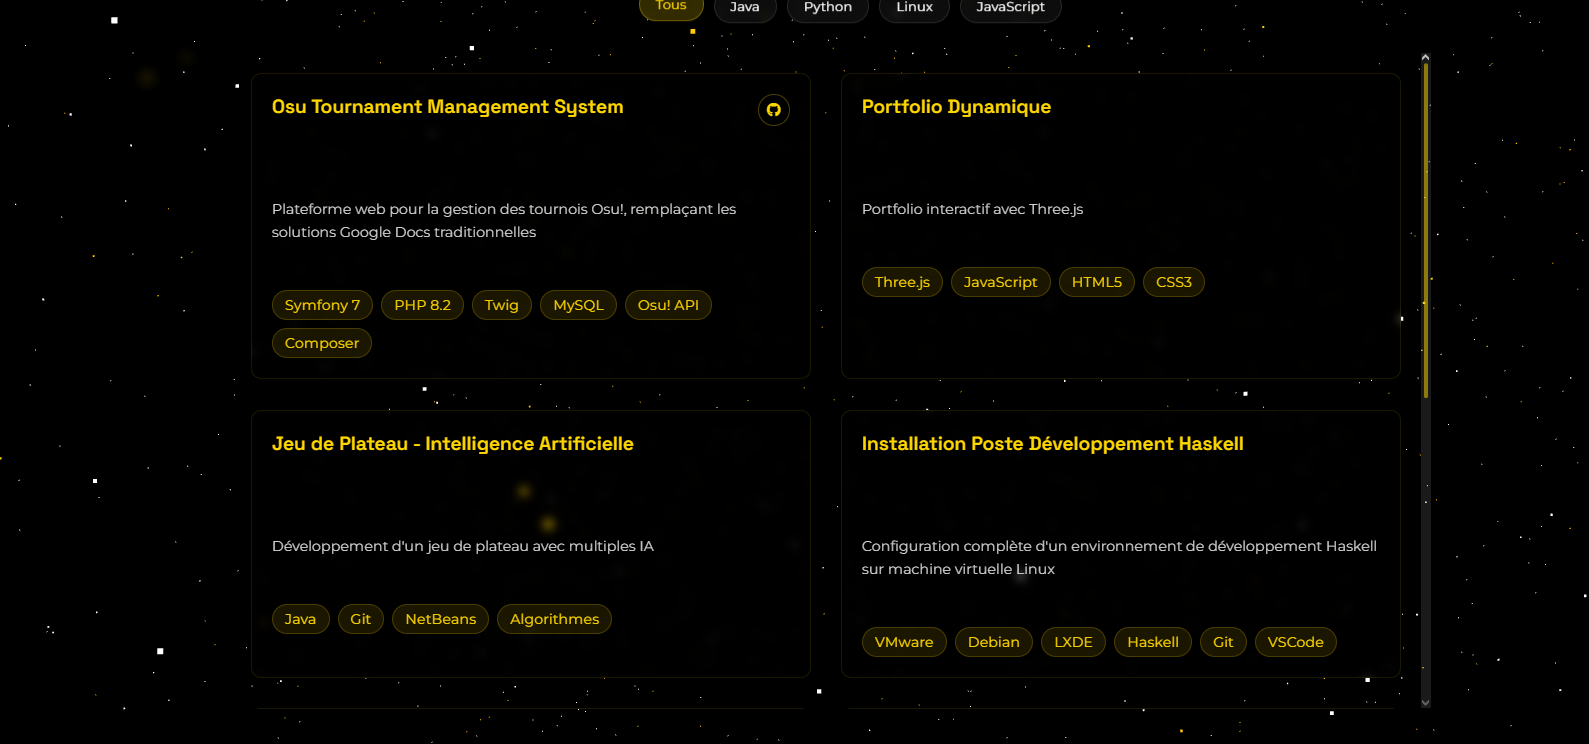 Tous Java Python Linux JavaScript
Osu Tournament Management System
Plateforme web pour la gestion des tournois Osu!, remplaçant les
solutions Google Docs traditionnelles
Symfony 7 PHP 8.2 Twig MySQL Osu! API
Composer
Portfolio Dynamique
Portfolio interactif avec Three.js
Three.js JavaScript HTML5 CSS3
Jeu de Plateau - Intelligence Artificielle
Développement d'un jeu de plateau avec multiples IA
Java Git NetBeans Algorithmes
Installation Poste Développement Haskell
Configuration complète d'un environnement de développement Haskell
sur machine virtuelle Linux
VMware Debian LXDE Haskell Git VSCode